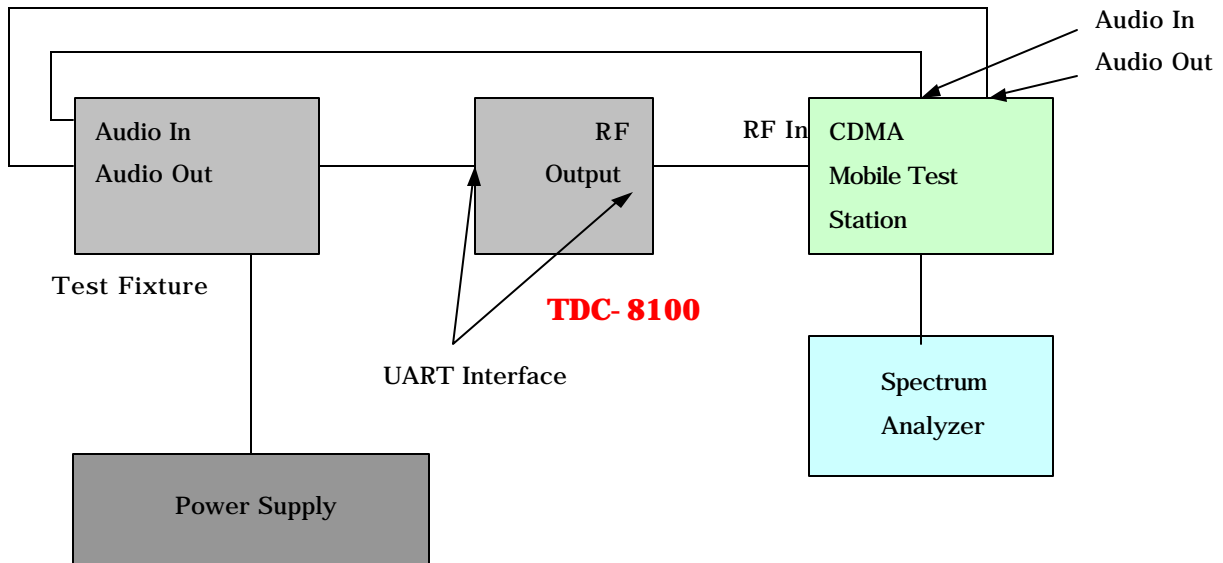 Audio In
Audio Out
Audio In
Audio Out
RF
Output
RF In
CDMA
Mobile Test
Station
Test Fixture
TDC- 8100
UART Interface
Spectrum
Analyzer
Power Supply